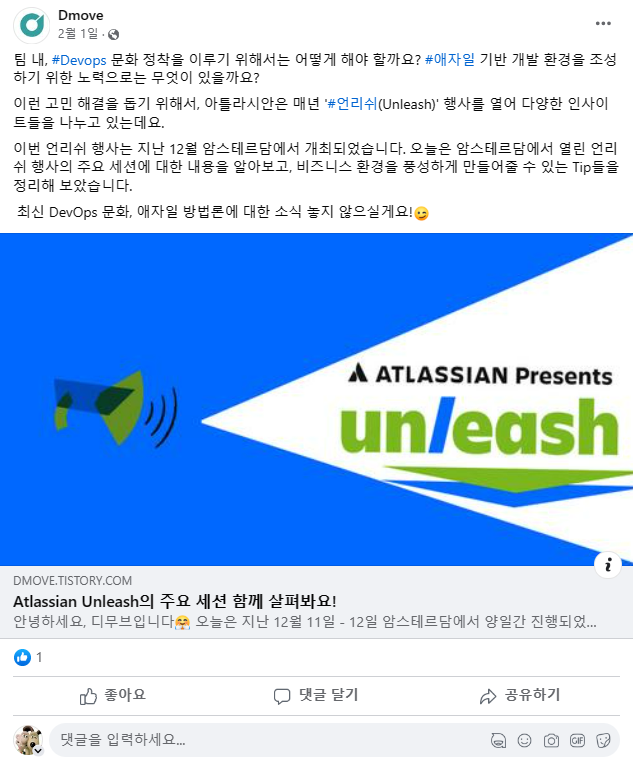 Dmove
2월 1일 ·
팀 내, #Devops 문화 정착을 이루기 위해서는 어떻게 해야 할까요? #애자일 기반 개발 환경을 조성
하기 위한 노력으로는 무엇이 있을까요?
이런 고민 해결을 돕기 위해서, 아틀라시안은 매년 '#언리쉬(Unleash)' 행사를 열어 다양한 인사이
트들을 나누고 있는데요.
이번 언리쉬 행사는 지난 12월 암스테르담에서 개최되었습니다. 오늘은 암스테르담에서 열린 언리
쉬 행사의 주요 세션에 대한 내용을 알아보고, 비즈니스 환경을 풍성하게 만들어줄 수 있는 Tip들을
정리해 보았습니다.
최신 DevOps 문화, 애자일 방법론에 대한 소식 놓지 않으실게요!😉
ATLASSIAN Presents
unleash
DMOVE.TISTORY.COM
Atlassian Unleash의 주요 세션 함께 살펴봐요!
안녕하세요, 디무브입니다🤗 오늘은 지난 12월 11일 - 12일 암스테르담에서 양일간 진행되었...
1
좋아요
댓글 달기
공유하기
댓글을 입력하세요...
GIF